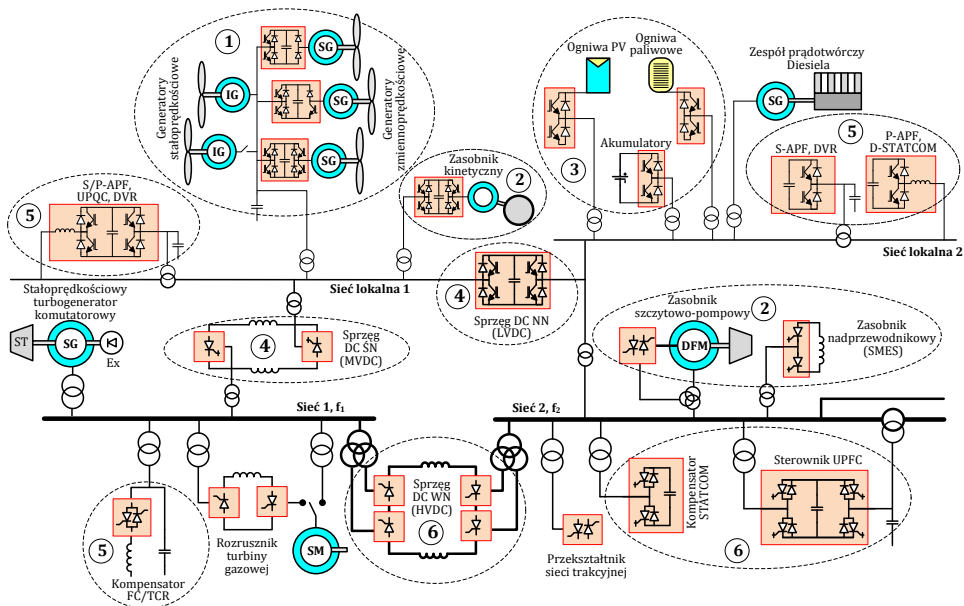 1
Generatory
stałoprędkościowe
IG
IG
SG
SG
SG
Generatory
zmiennoprędkościowe
Zasobnik
kinetyczny
2
Ogniwa PV
Ogniwa
paliwowe
3
Akumulatory
Zespół prądotwórczy
Diesiela
SG
5
S-APF, DVR
P-APF,
D-STATCOM
S/P-APF,
UPQC, DVR
5
Sieć lokalna 1
Sieć lokalna 2
4
Sprzęg DC NN
(LVDC)
Stałoprędkościowy
turbogenerator
komutatorowy
ST
SG
Ex
4
Sprzęg
DC ŚN
(MVDC)
Zasobnik
szczytowo-pompowy
2
DFM
Zasobnik
nadprzewodnikowy
(SMES)
Sieć 1, f₁
Sieć 2, f₂
5
Kompensator
FC/TCR
Rozrusznik
turbiny
gazowej
SM
Sprzęg
DC WN
(HVDC)
6
Przekształtnik
sieci trakcyjnej
Kompensator
STATCOM
Sterownik UPFC
6